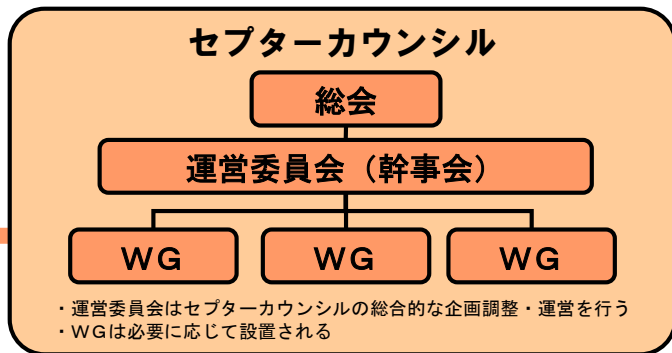 セプターカウンシル
総会
運営委員会（幹事会）
ＷＧ
ＷＧ
ＷＧ
・運営委員会はセプターカウンシルの総合的な企画調整・運営を行う
・ＷＧは必要に応じて設置される